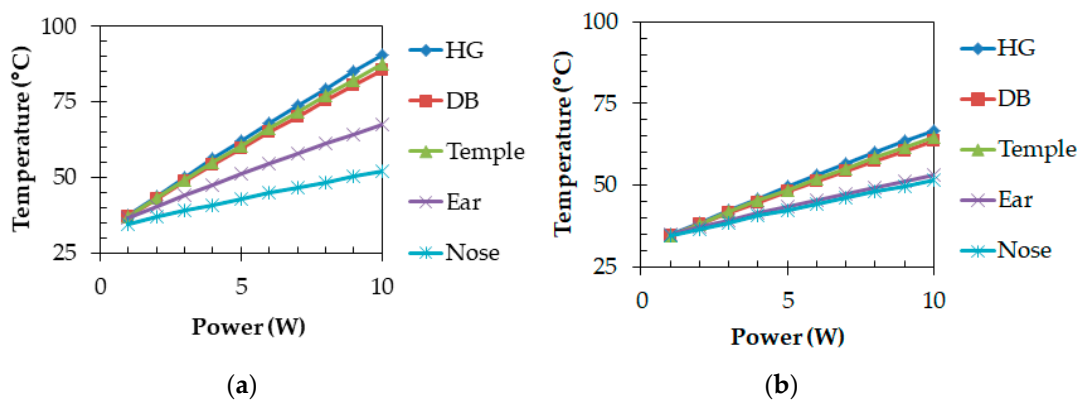 100
75
50
25
0
5
10
Temperature (°C)
Power (W)
HG
DB
Temple
Ear
Nose
(a)
100
75
50
25
0
5
10
Temperature (°C)
Power (W)
HG
DB
Temple
Ear
Nose
(b)